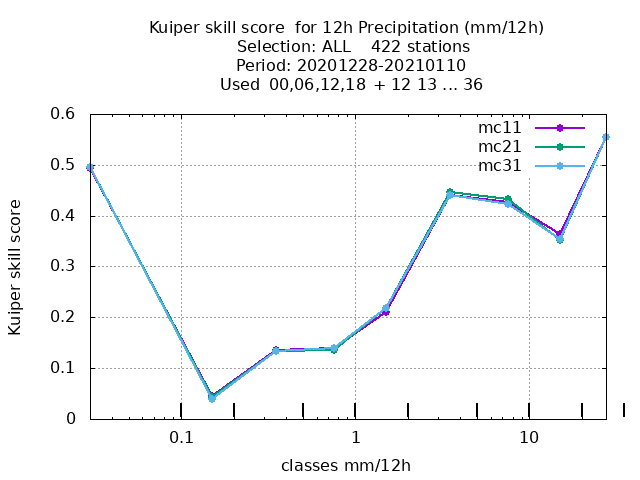 Kuiper skill score  for 12h Precipitation (mm/12h)
Selection: ALL    422 stations
Period: 20201228-20210110
Used  00,06,12,18  + 12 13 ... 36
mc11
mc21
mc31
0.6
0.5
0.4
0.3
0.2
0.1
0
Kuiper skill score
0.1
1
10
classes mm/12h